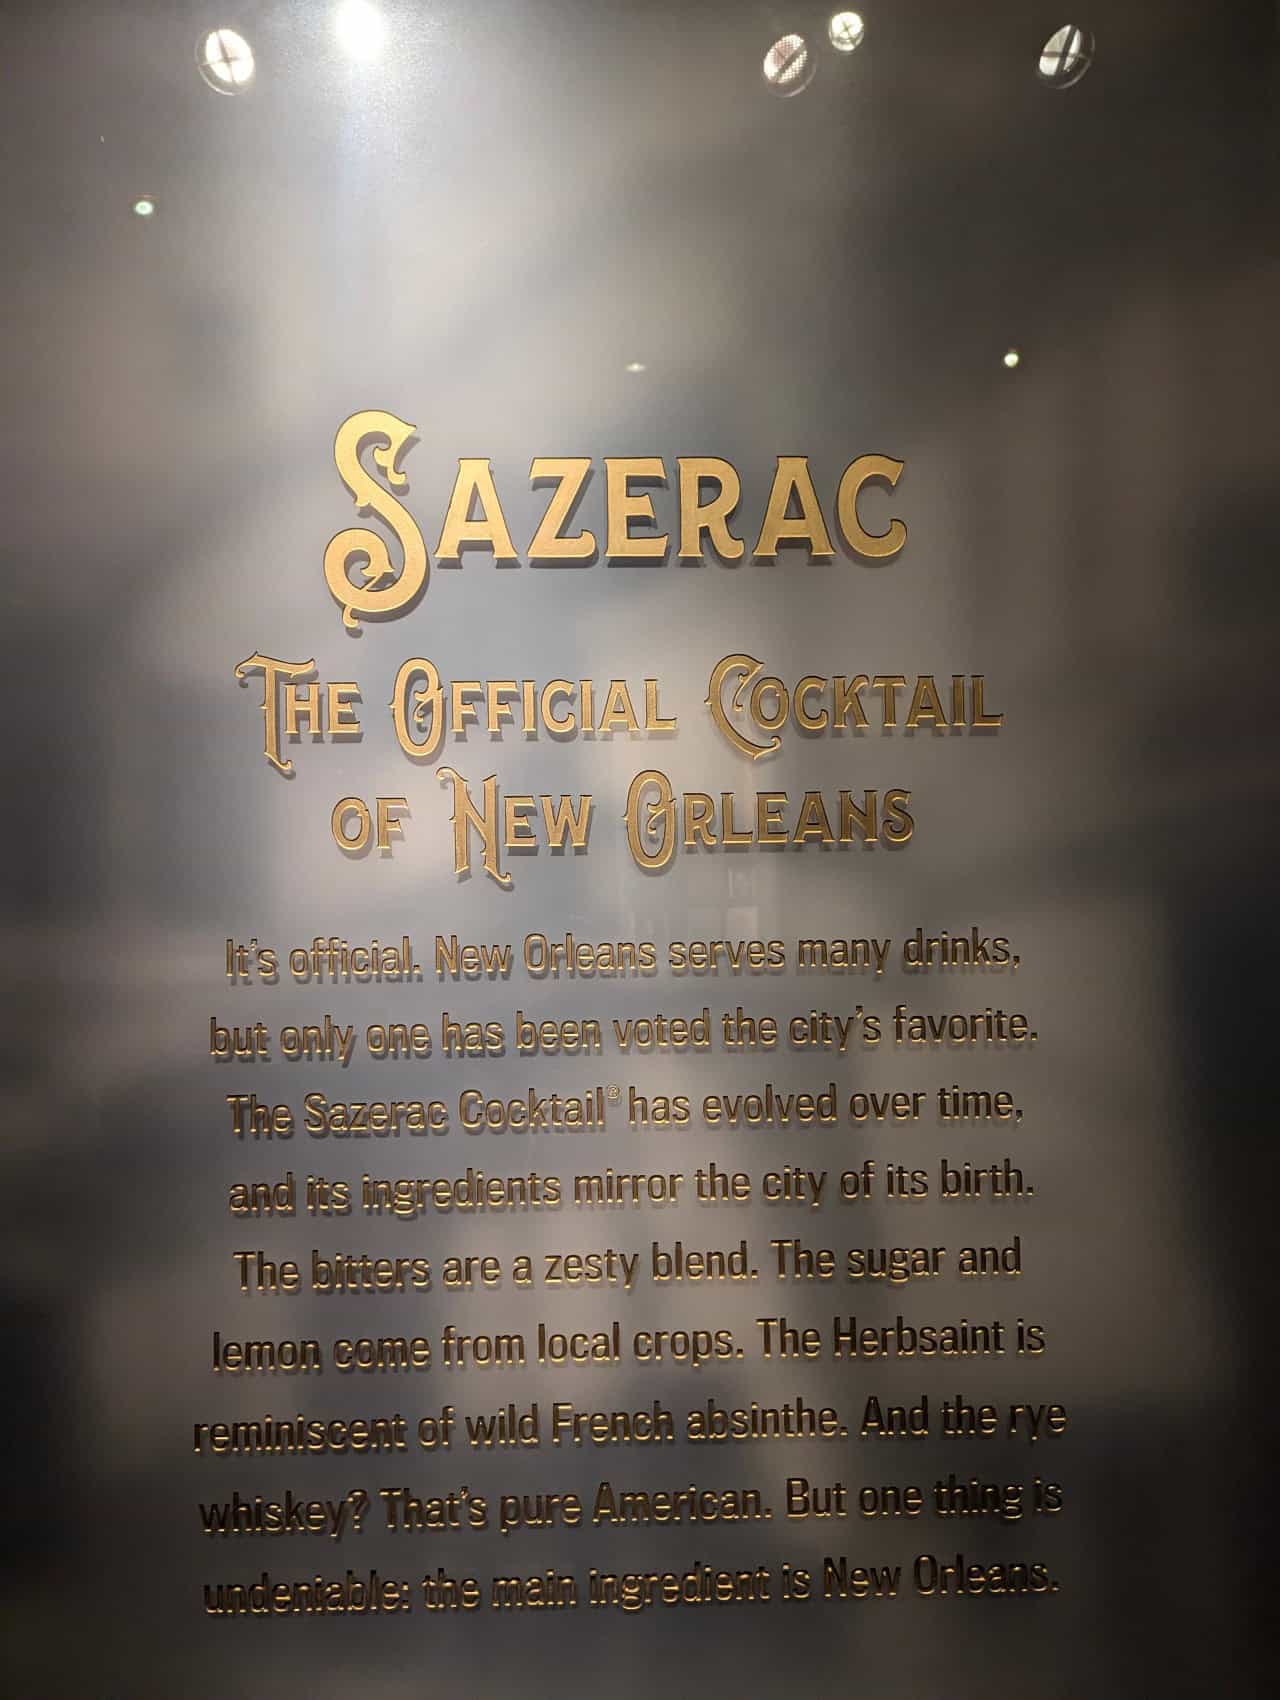 SAZERAC
THE OFFICIAL COCKTAIL
OF NEW ORLEANS
It's official. New Orleans serves many drinks,
but only one has been voted the city's favorite.
The Sazerac Cocktail® has evolved over time,
and its ingredients mirror the city of its birth.
The bitters are a zesty blend. The sugar and
lemon come from local crops. The Herbsaint is
reminiscent of wild French absinthe. And the rye
whiskey? That's pure American. But one thing is
undeniable: the main ingredient is New Orleans.